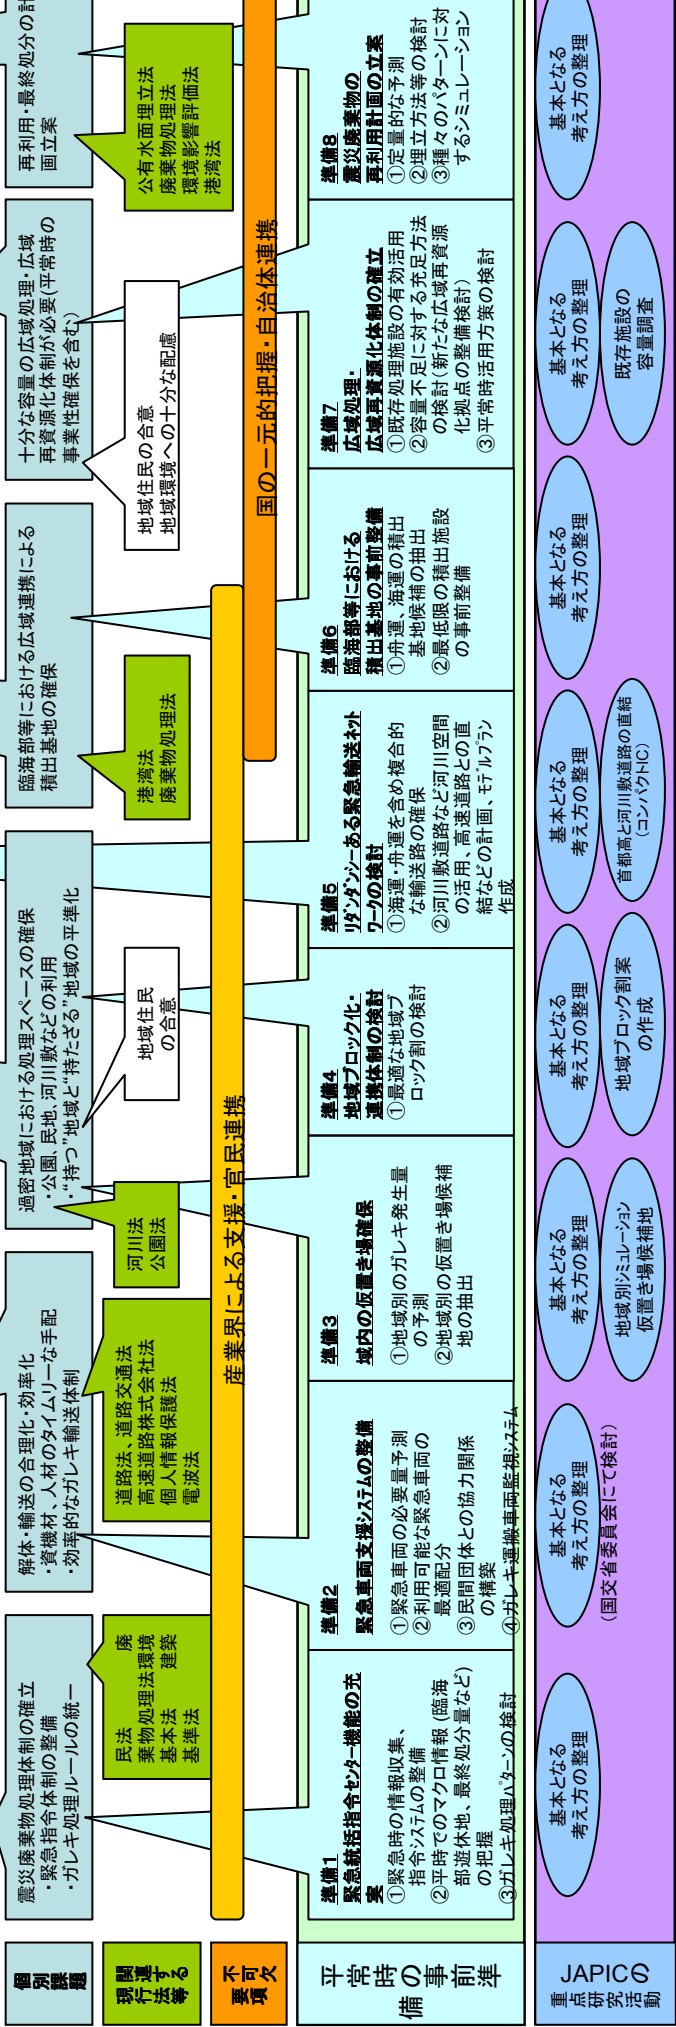 個別課題
震災廃棄物処理体制の確立
・緊急指令体制の整備
・ガレキ処理ルールの統一
解体・輸送の合理化・効率化
・資機材、人材のタイムリーな手配
・効率的なガレキ輸送体制
過密地域における処理スペースの確保
・公園、民地、河川敷などの利用
・“持つ”地域と“持たざる”地域の平準化
臨海部等における広域連携による
積出基地の確保
十分な容量の広域処理・広域
再資源化体制が必要(平常時の
事業性確保を含む)
再利用・最終処分の計
画立案
現行関連する法等
民法 廃
棄物処理法環境
基本法 建築
基準法
道路法、道路交通法
高速道路株式会社法
個人情報保護法
電波法
河川法
公園法
地域住民
の合意
港湾法
廃棄物処理法
地域住民の合意
地域環境への十分な配慮
公有水面埋立法
廃棄物処理法
環境影響評価法
港湾法
不可欠要項
産業界による支援・官民連携
国の一元的把握・自治体連携
平常時の事前準
備
準備1
緊急統括指令センター機能の充
実
①緊急時の情報収集、
指令システムの整備
②平時でのマクロ情報(臨海
部遊休地、最終処分量など)
の把握
③ガレキ処理パターンの検討
準備2
緊急車両支援システムの整備
①緊急車両の必要量予測
②利用可能な緊急車両の
最適配分
③民間団体との協力関係
の構築
④ガレキ運搬車両監視システム
準備3
域内の仮置き場確保
①地域別のガレキ発生量
の予測
②地域別の仮置き場候補
地の抽出
準備4
地域ブロック化・
連携体制の検討
①最適な地域ブ
ロック割の検討
準備5
リダンダンシーある緊急輸送ネット
ワークの検討
①海運・舟運を含め複合的
な輸送路の確保
②河川敷道路など河川空間
の活用、高速道路との直
結などの計画、モデルプラン
作成
準備6
臨海部等における
積出基地の事前整備
①舟運、海運の積出
基地候補の抽出
②最低限の積出施設
の事前整備
準備7
広域処理・
広域再資源化体制の確立
①既存処理施設の有効活用
②容量不足に対する充足方法
の検討(新たな広域再資源
化拠点の整備検討)
③平常時活用方策の検討
準備8
震災廃棄物の
再利用計画の立案
①定量的な予測
②埋立方法等の検討
③種々のパターンに対
するシミュレーション
JAPICの
重点研究活
動
基本となる
考え方の整理
基本となる
考え方の整理
(国交省委員会にて検討)
基本となる
考え方の整理
地域別シミュレーション
仮置き場候補地
基本となる
考え方の整理
地域ブロック割案
の作成
基本となる
考え方の整理
首都高と河川敷道路の直結
(コンパクトIC)
基本となる
考え方の整理
基本となる
考え方の整理
既存施設の
容量調査
基本となる
考え方の整理